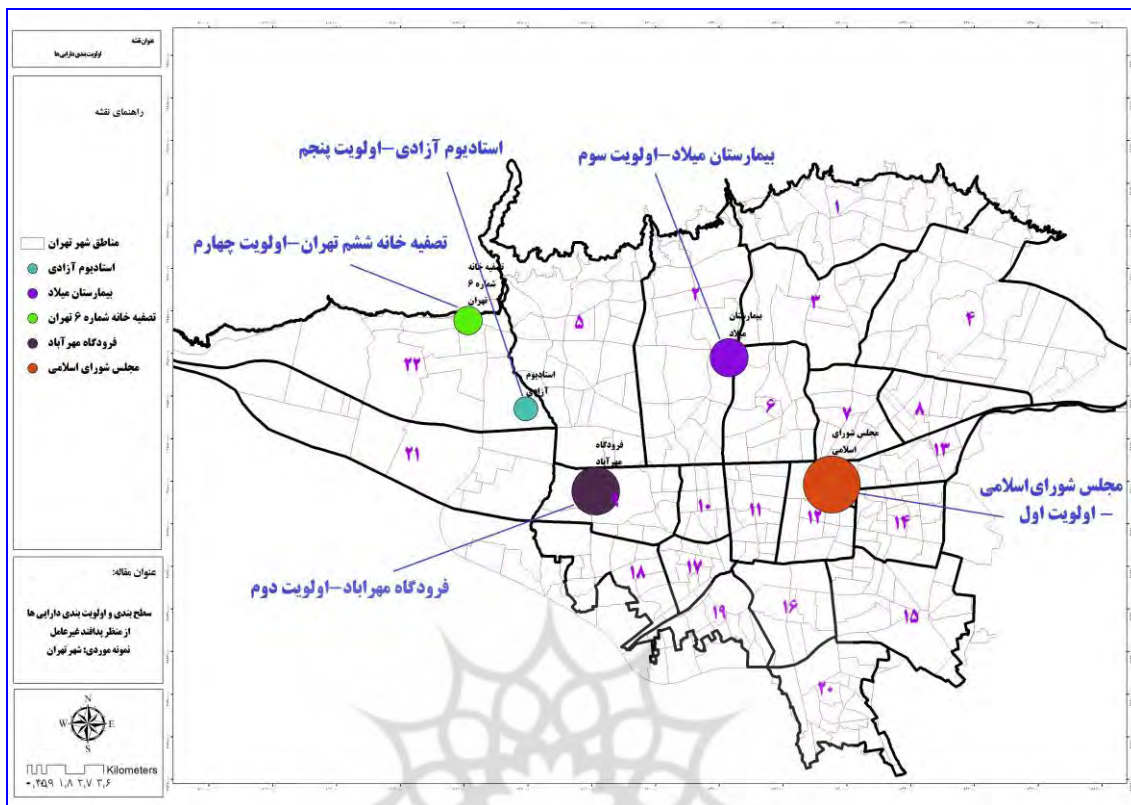 عنوان نقشه
اولویت بندی دارایی ها
راهنمای نقشه
مناطق شهر تهران
استادیوم آزادی
بیمارستان میلاد
تصفیه خانه شماره ۶ تهران
فرودگاه مهرآباد
مجلس شورای اسلامی
عنوان مقاله:
سطح بندی و اولویت بندی دارایی ها
از منظر پدافند غیرعامل
نمونه موردی: شهر تهران
N
W
E
S
Kilometers
۱,۸ ۲,۷ ۳,۶
استادیوم آزادی–اولویت پنجم
بیمارستان میلاد–اولویت سوم
تصفیه خانه ششم تهران–اولویت چهارم
تصفیه خانه
شماره ۶
تهران
بیمارستان
میلاد
استادیوم
آزادی
فرودگاه
مهرآباد
مجلس شورای
اسلامی
مجلس شورای اسلامی
– اولویت اول
فرودگاه مهراباد–اولویت دوم
۱
۲
۳
۴
۵
۶
۷
۸
۱۰
۱۱
۱۲
۱۳
۱۴
۱۵
۱۶
۱۷
۱۸
۱۹
۲۰
۲۱
۲۲